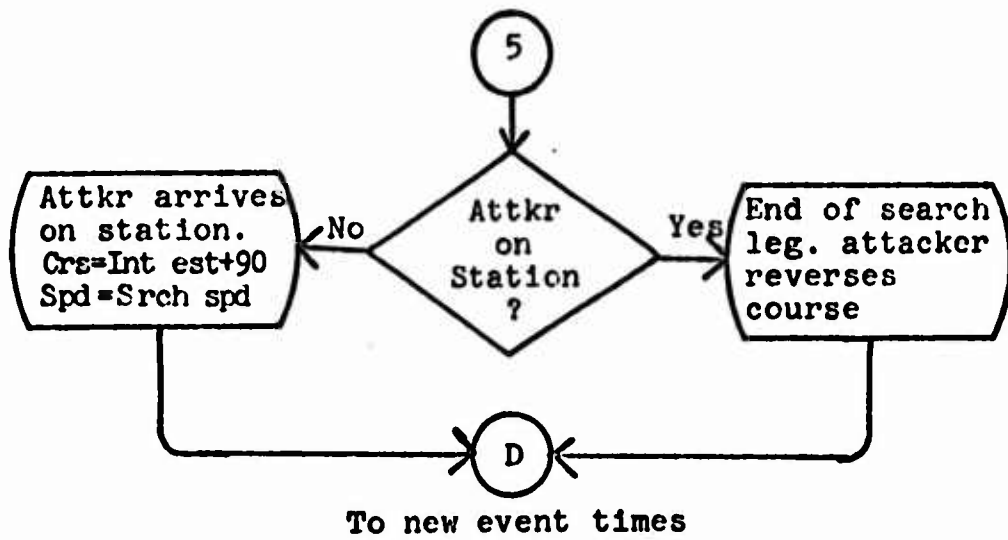 5
Attkr
on
Station
?
No
Yes
Attkr arrives
on station.
Crs=Int est+90
Spd=Srch spd
End of search
leg. attacker
reverses
course
D
To new event times